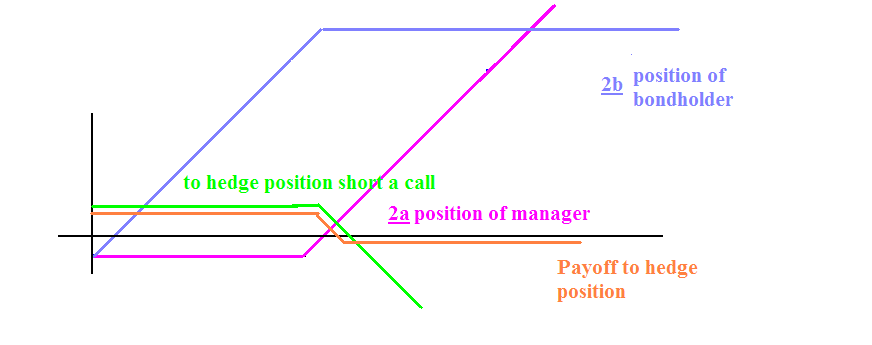 2b position of
bondholder
to hedge position short a call
2a position of manager
Payoff to hedge
position